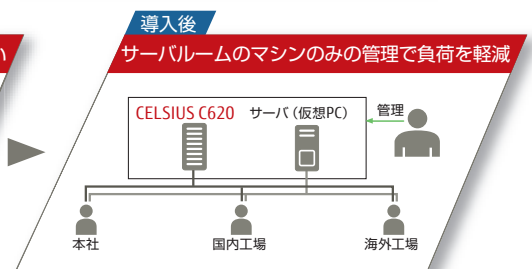 導入後
い
サーバルームのマシンのみの管理で負荷を軽減
CELSIUS C620
サーバ（仮想PC）
管理
本社
国内工場
海外工場